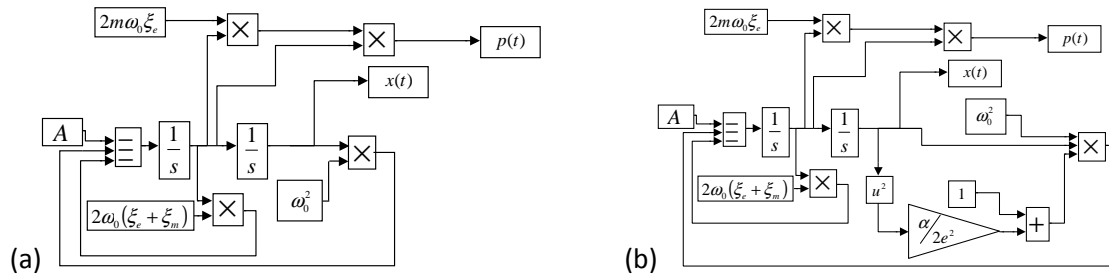 2mω₀ξₑ
×
×
p(t)
x(t)
A
− − −
1/s
1/s
×
ω₀²
2ω₀(ξₑ + ξₘ)
×
(a)
2mω₀ξₑ
×
×
p(t)
x(t)
A
− − −
1/s
1/s
ω₀²
×
2ω₀(ξₑ + ξₘ)
×
u²
1
α/2e²
+
(b)